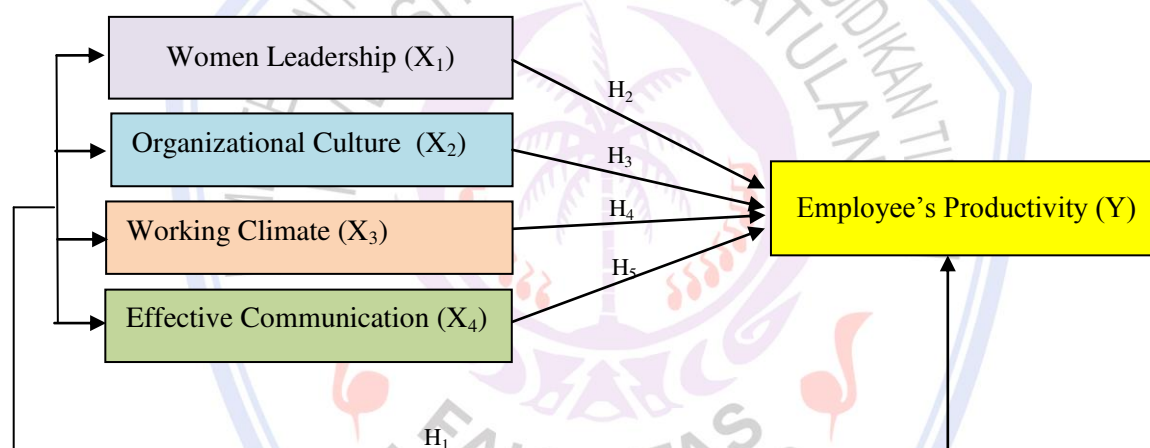 Women Leadership (X₁)
H₂
Organizational Culture (X₂)
H₃
Employee's Productivity (Y)
Working Climate (X₃)
H₄
H₅
Effective Communication (X₄)
H₁